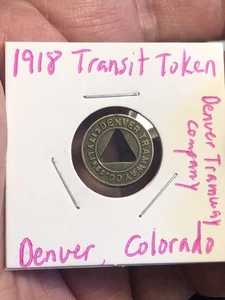 1918 Transit Token
Denver Tramway
Company
DENVER TRAMWAY CO.
Denver, Colorado